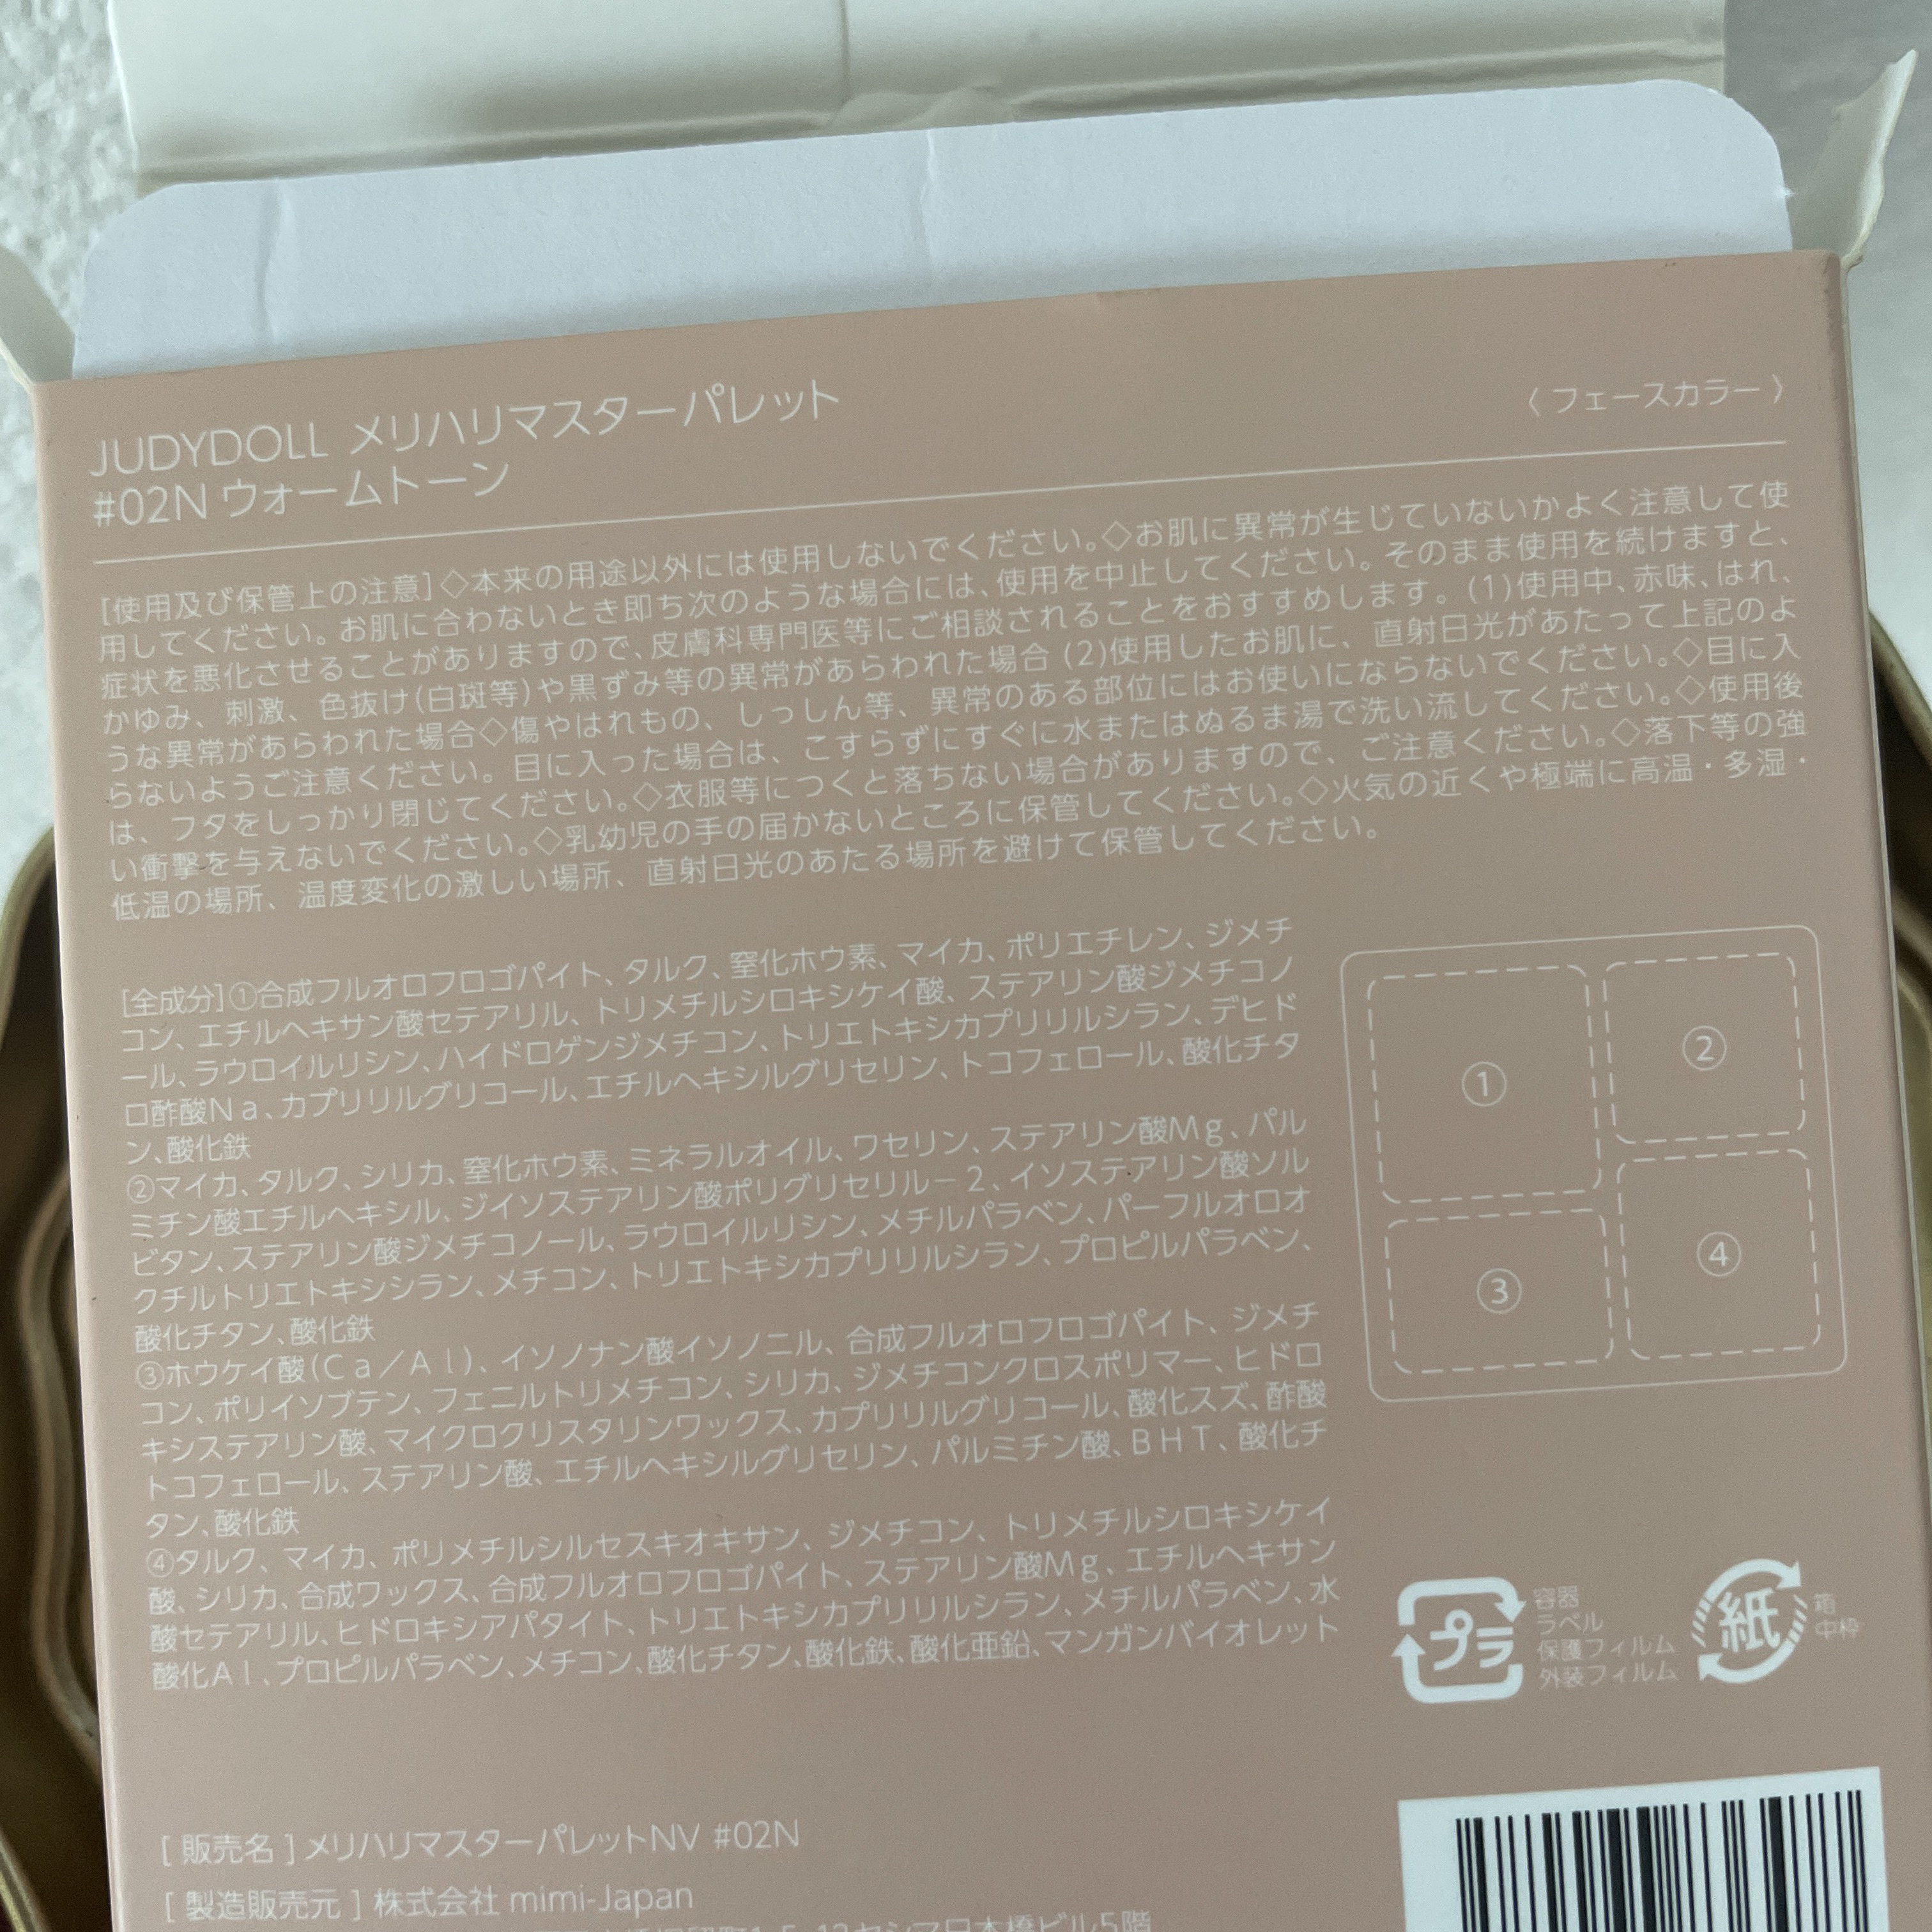 JUDYDOLL メリハリマスターパレット
〈 フェースカラー 〉
#02N ウォームトーン
[使用及び保管上の注意]◇本来の用途以外には使用しないでください。◇お肌に異常が生じていないかよく注意して使
用してください。お肌に合わないとき即ち次のような場合には、使用を中止してください。そのまま使用を続けますと、
症状を悪化させることがありますので、皮膚科専門医等にご相談されることをおすすめします。(1)使用中、赤味、はれ、
かゆみ、刺激、色抜け(白斑等)や黒ずみ等の異常があらわれた場合 (2)使用したお肌に、直射日光があたって上記のよ
うな異常があらわれた場合◇傷やはれもの、しっしん等、異常のある部位にはお使いにならないでください。◇目に入
らないようご注意ください。目に入った場合は、こすらずにすぐに水またはぬるま湯で洗い流してください。◇使用後
は、フタをしっかり閉じてください。◇衣服等につくと落ちない場合がありますので、ご注意ください。◇落下等の強
い衝撃を与えないでください。◇乳幼児の手の届かないところに保管してください。◇火気の近くや極端に高温・多湿・
低温の場所、温度変化の激しい場所、直射日光のあたる場所を避けて保管してください。
[全成分]①合成フルオロフロゴパイト、タルク、窒化ホウ素、マイカ、ポリエチレン、ジメチ
コン、エチルヘキサン酸セテアリル、トリメチルシロキシケイ酸、ステアリン酸ジメチコノ
ール、ラウロイルリシン、ハイドロゲンジメチコン、トリエトキシカプリリルシラン、デヒド
ロ酢酸Ｎａ、カプリリルグリコール、エチルヘキシルグリセリン、トコフェロール、酸化チタ
ン、酸化鉄
②マイカ、タルク、シリカ、窒化ホウ素、ミネラルオイル、ワセリン、ステアリン酸Ｍｇ、パル
ミチン酸エチルヘキシル、ジイソステアリン酸ポリグリセリル－２、イソステアリン酸ソル
ビタン、ステアリン酸ジメチコノール、ラウロイルリシン、メチルパラベン、パーフルオロオ
クチルトリエトキシシラン、メチコン、トリエトキシカプリリルシラン、プロピルパラベン、
酸化チタン、酸化鉄
③ホウケイ酸(Ｃａ／Ａｌ)、イソノナン酸イソノニル、合成フルオロフロゴパイト、ジメチ
コン、ポリイソブテン、フェニルトリメチコン、シリカ、ジメチコンクロスポリマー、ヒドロ
キシステアリン酸、マイクロクリスタリンワックス、カプリリルグリコール、酸化スズ、酢酸
トコフェロール、ステアリン酸、エチルヘキシルグリセリン、パルミチン酸、ＢＨＴ、酸化チ
タン、酸化鉄
④タルク、マイカ、ポリメチルシルセスキオキサン、ジメチコン、トリメチルシロキシケイ
酸、シリカ、合成ワックス、合成フルオロフロゴパイト、ステアリン酸Ｍｇ、エチルヘキサン
酸セテアリル、ヒドロキシアパタイト、トリエトキシカプリリルシラン、メチルパラベン、水
酸化Ａｌ、プロピルパラベン、メチコン、酸化チタン、酸化鉄、酸化亜鉛、マンガンバイオレット
①
②
③
④
プラ
容器
ラベル
保護フィルム
外装フィルム
紙
箱
中枠
[ 販売名 ] メリハリマスターパレットNV #02N
[ 製造販売元 ] 株式会社 mimi-Japan
1-5-12ヤシマ日本橋ビル5階